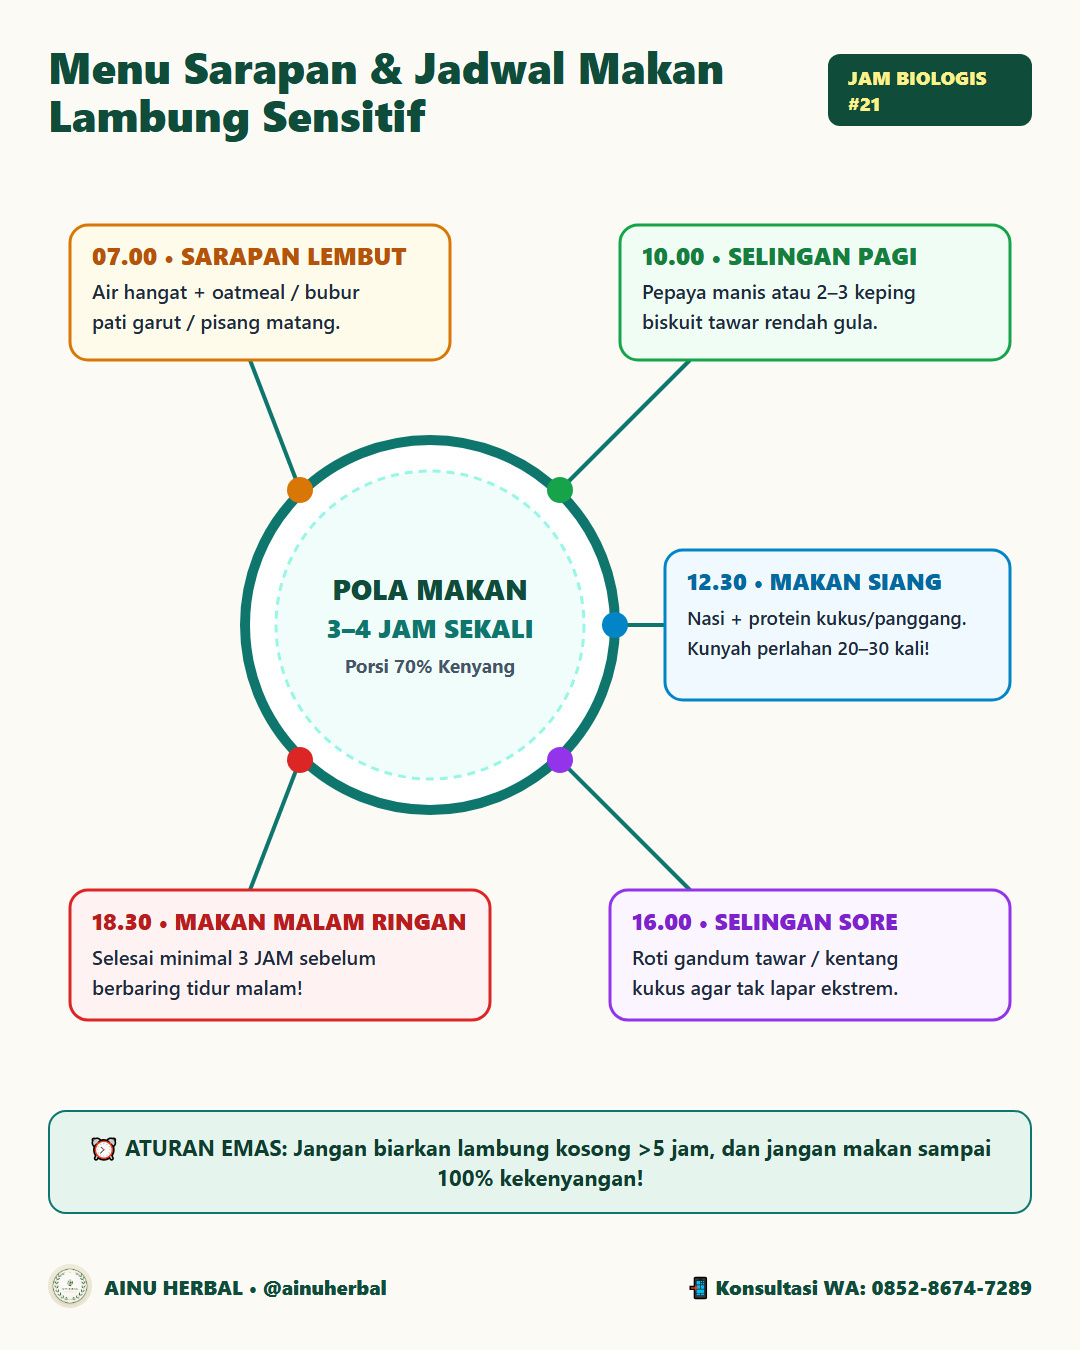 Menu Sarapan & Jadwal Makan
Lambung Sensitif
JAM BIOLOGIS
#21
07.00 • SARAPAN LEMBUT
Air hangat + oatmeal / bubur
pati garut / pisang matang.
10.00 • SELINGAN PAGI
Pepaya manis atau 2–3 keping
biskuit tawar rendah gula.
POLA MAKAN
3–4 JAM SEKALI
Porsi 70% Kenyang
12.30 • MAKAN SIANG
Nasi + protein kukus/panggang.
Kunyah perlahan 20–30 kali!
18.30 • MAKAN MALAM RINGAN
Selesai minimal 3 JAM sebelum
berbaring tidur malam!
16.00 • SELINGAN SORE
Roti gandum tawar / kentang
kukus agar tak lapar ekstrem.
⏰ ATURAN EMAS: Jangan biarkan lambung kosong >5 jam, dan jangan makan sampai
100% kekenyangan!
AINU HERBAL • @ainuherbal
📲 Konsultasi WA: 0852-8674-7289